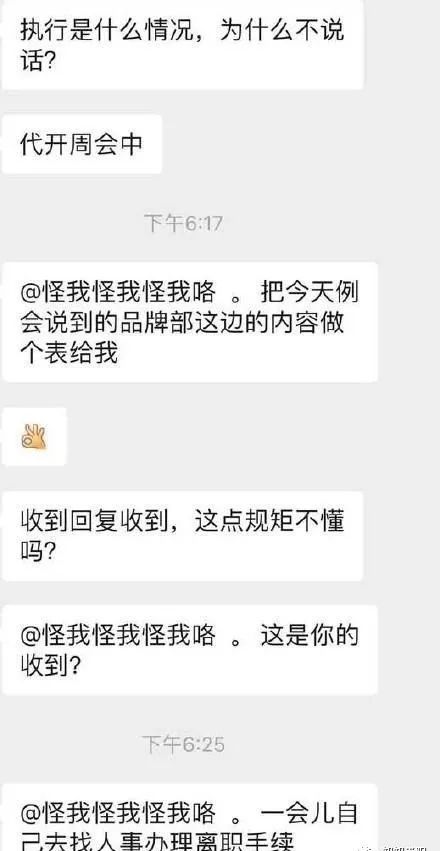 执行是什么情况，为什么不说
话?
代开周会中
下午6:17
@怪我怪我怪我咯 。 把今天例
会说到的品牌部这边的内容做
个表给我
收到回复收到，这点规矩不懂
吗?
@怪我怪我怪我咯 。 这是你的
收到?
下午6:25
@怪我怪我怪我咯 。 一会儿自
己去找人事办理离职手续